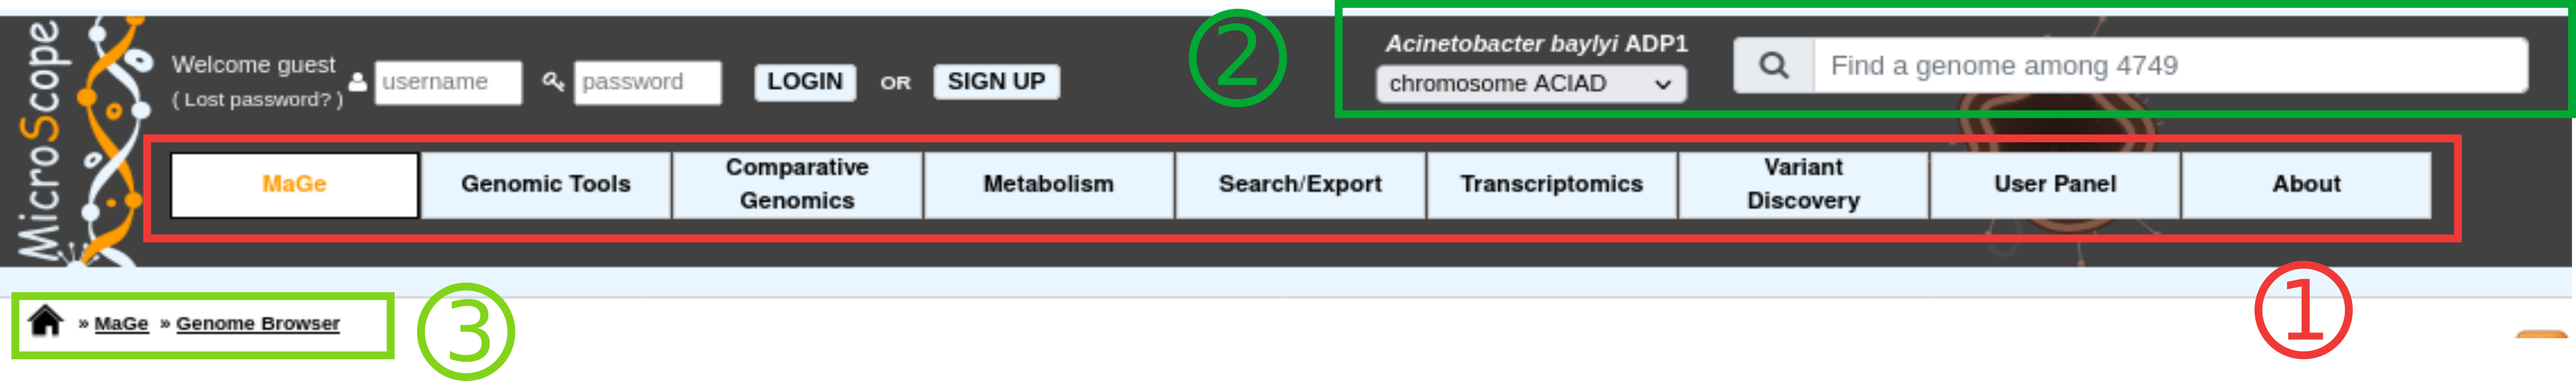 MicroScope
Welcome guest
( Lost password? )
username
password
LOGIN
OR
SIGN UP
②
Acinetobacter baylyi ADP1
chromosome ACIAD
Find a genome among 4749
MaGe
Genomic Tools
Comparative
Genomics
Metabolism
Search/Export
Transcriptomics
Variant
Discovery
User Panel
About
①
» MaGe » Genome Browser
③